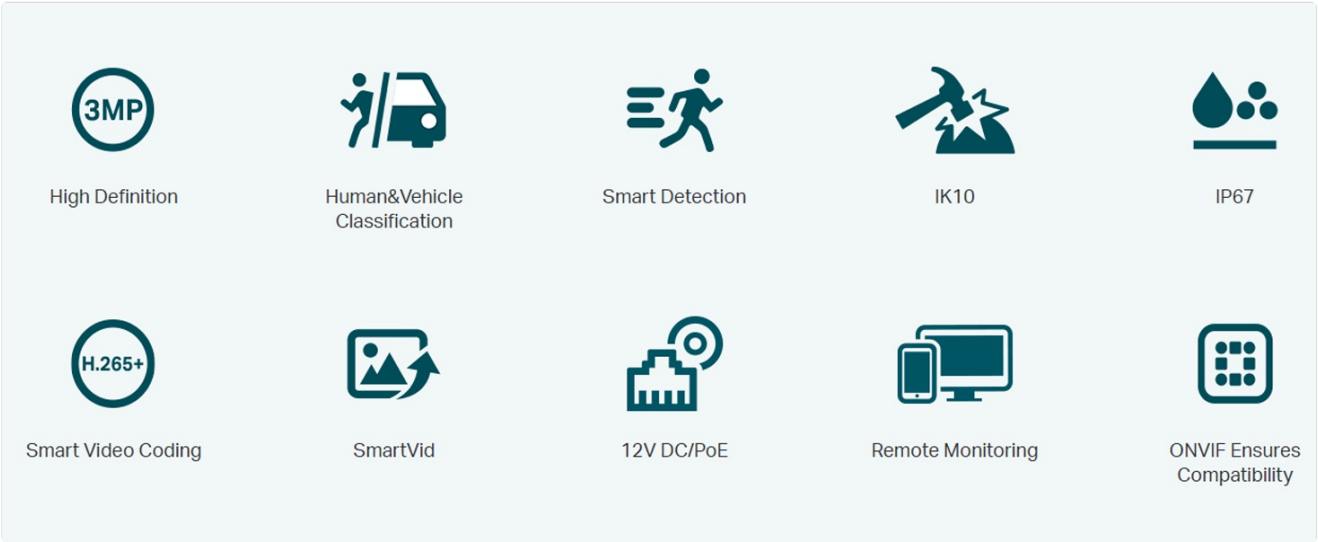 3MP
High Definition
Human&Vehicle
Classification
Smart Detection
IK10
IP67
H.265+
Smart Video Coding
SmartVid
12V DC/PoE
Remote Monitoring
ONVIF Ensures
Compatibility